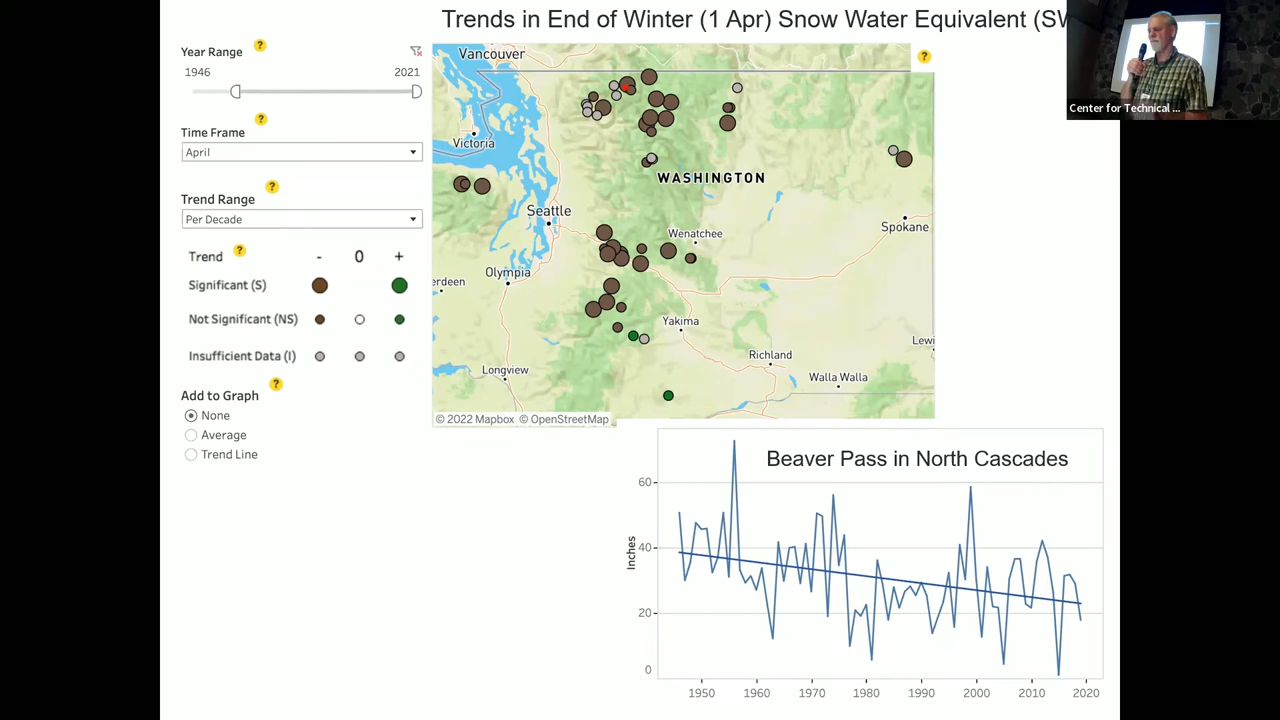 Trends in End of Winter (1 Apr) Snow Water Equivalent (SW
Center for Technical ...
Year Range ?
1946 2021
Time Frame ?
April
Trend Range ?
Per Decade
Trend ? - 0 +
Significant (S)
Not Significant (NS)
Insufficient Data (I)
Add to Graph ?
None
Average
Trend Line
?
Vancouver
Victoria
WASHINGTON
Seattle
Wenatchee
Spokane
Olympia
erdeen
Yakima
Richland
Lewi
Longview
Walla Walla
© 2022 Mapbox © OpenStreetMap
Beaver Pass in North Cascades
Inches
60
40
20
0
1950 1960 1970 1980 1990 2000 2010 2020